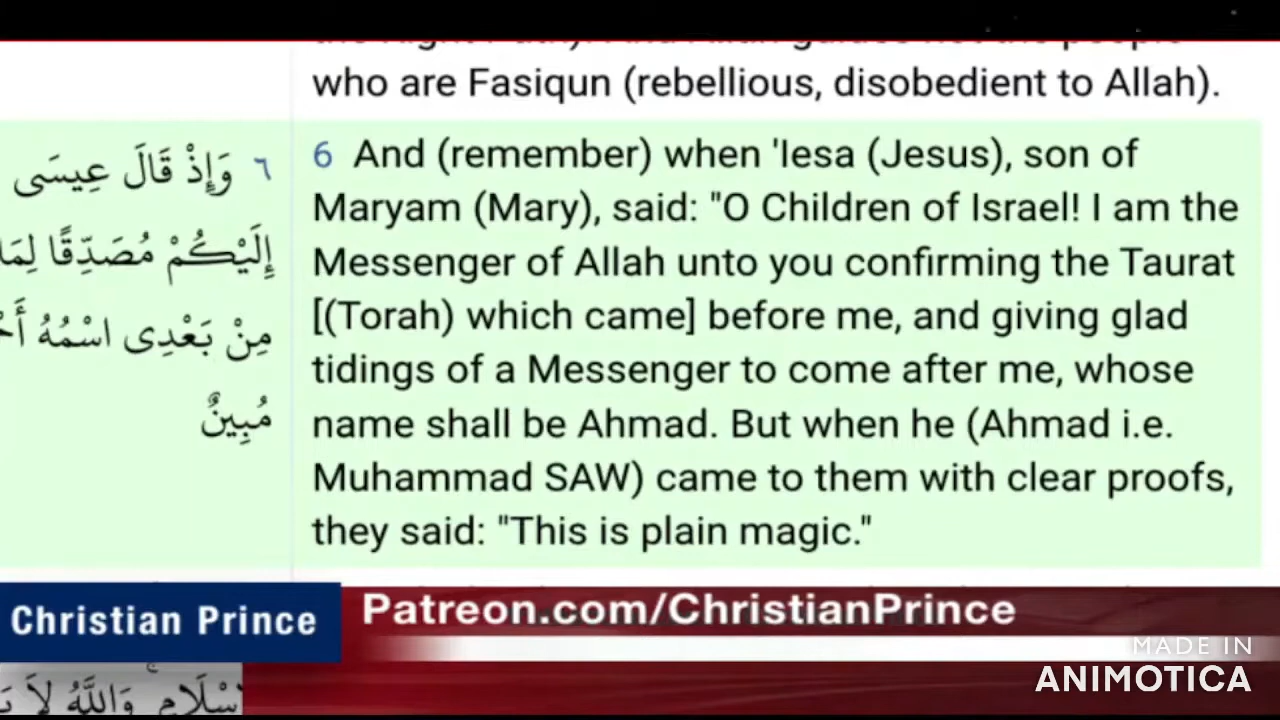 who are Fasiqun (rebellious, disobedient to Allah).
٦ وَإِذْ قَالَ عِيسَى
إِلَيْكُمْ مُصَدِّقًا
مِنْ بَعْدِى اسْمُهُ
مُبِينٌ
6 And (remember) when 'Iesa (Jesus), son of
Maryam (Mary), said: "O Children of Israel! I am the
Messenger of Allah unto you confirming the Taurat
[(Torah) which came] before me, and giving glad
tidings of a Messenger to come after me, whose
name shall be Ahmad. But when he (Ahmad i.e.
Muhammad SAW) came to them with clear proofs,
they said: "This is plain magic."
Christian Prince
Patreon.com/ChristianPrince
MADE IN
ANIMOTICA
وَاللَّهُ لاَ